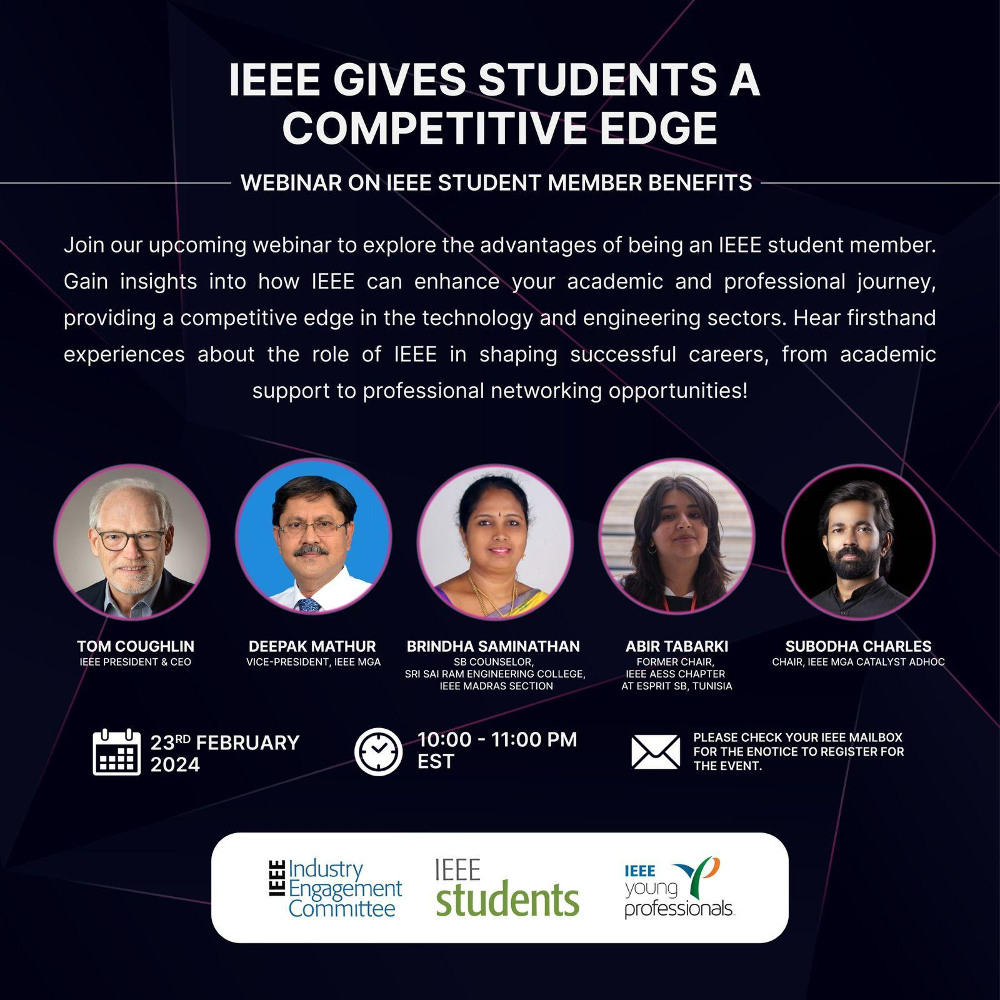 IEEE GIVES STUDENTS A
COMPETITIVE EDGE
WEBINAR ON IEEE STUDENT MEMBER BENEFITS
Join our upcoming webinar to explore the advantages of being an IEEE student member.
Gain insights into how IEEE can enhance your academic and professional journey,
providing a competitive edge in the technology and engineering sectors. Hear firsthand
experiences about the role of IEEE in shaping successful careers, from academic
support to professional networking opportunities!
TOM COUGHLIN
IEEE PRESIDENT & CEO
DEEPAK MATHUR
VICE-PRESIDENT, IEEE MGA
BRINDHA SAMINATHAN
SB COUNSELOR,
SRI SAI RAM ENGINEERING COLLEGE,
IEEE MADRAS SECTION
ABIR TABARKI
FORMER CHAIR,
IEEE AESS CHAPTER
AT ESPRIT SB, TUNISIA
SUBODHA CHARLES
CHAIR, IEEE MGA CATALYST ADHOC
23RD FEBRUARY
2024
10:00 - 11:00 PM
EST
PLEASE CHECK YOUR IEEE MAILBOX
FOR THE ENOTICE TO REGISTER FOR
THE EVENT.
IEEE Industry
Engagement
Committee
IEEE
students
IEEE
young
professionals